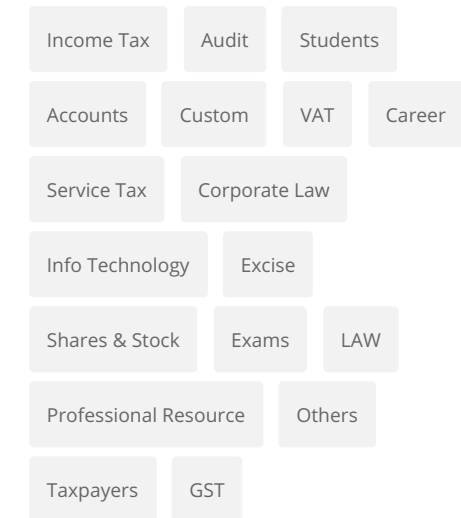 Income Tax Audit Students
Accounts Custom VAT Career
Service Tax Corporate Law
Info Technology Excise
Shares & Stock Exams LAW
Professional Resource Others
Taxpayers GST